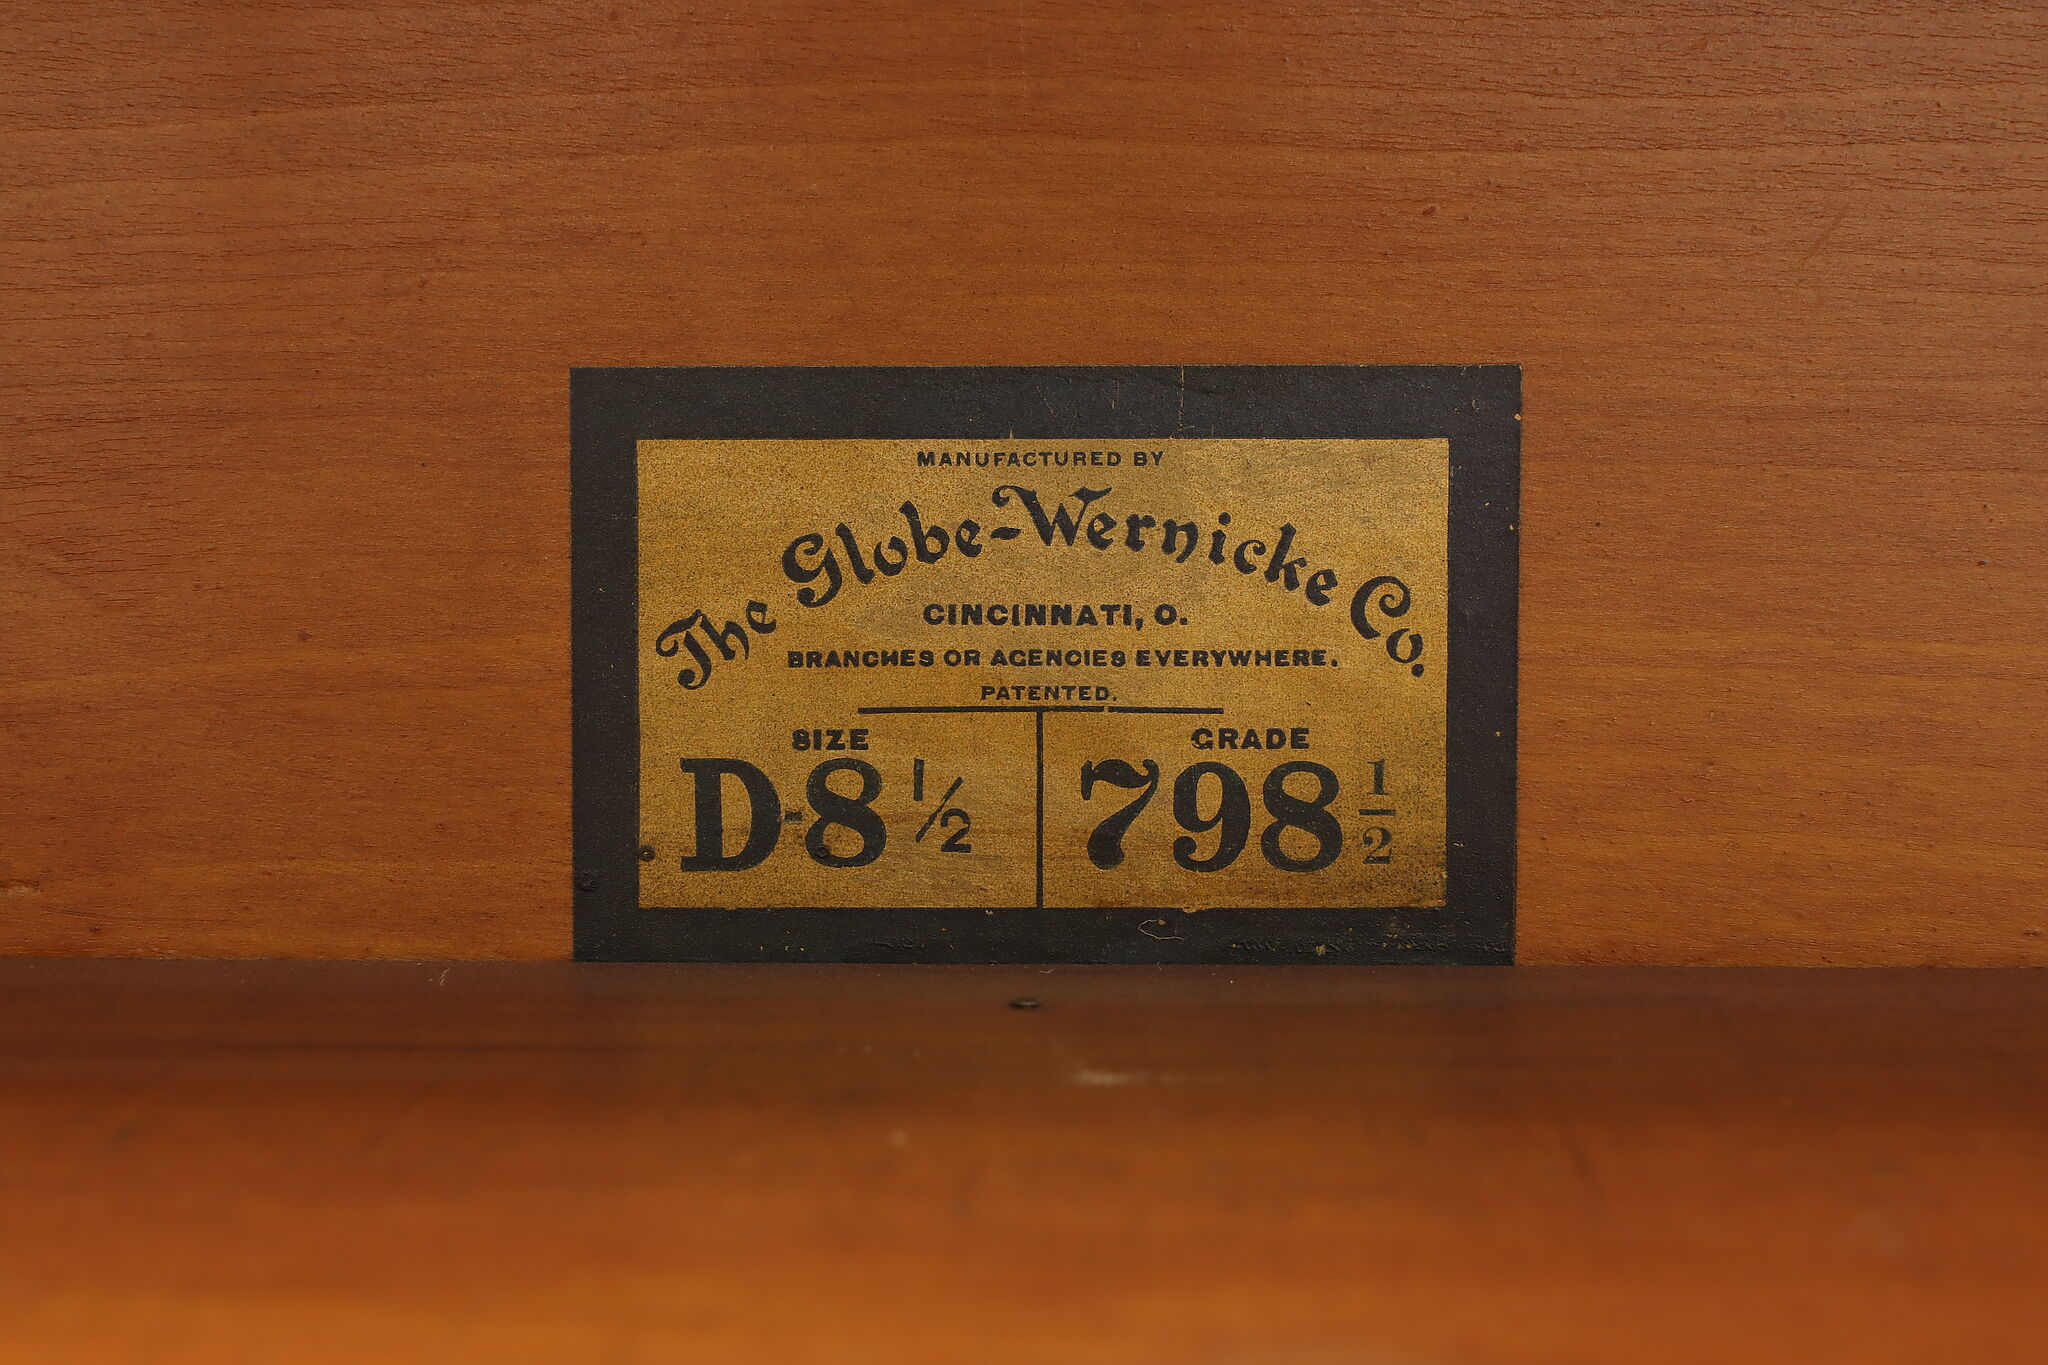 MANUFACTURED BY
The Globe-Wernicke Co.
CINCINNATI, O.
BRANCHES OR AGENCIES EVERYWHERE.
PATENTED.
SIZE
D-8 1/2
GRADE
798 1/2